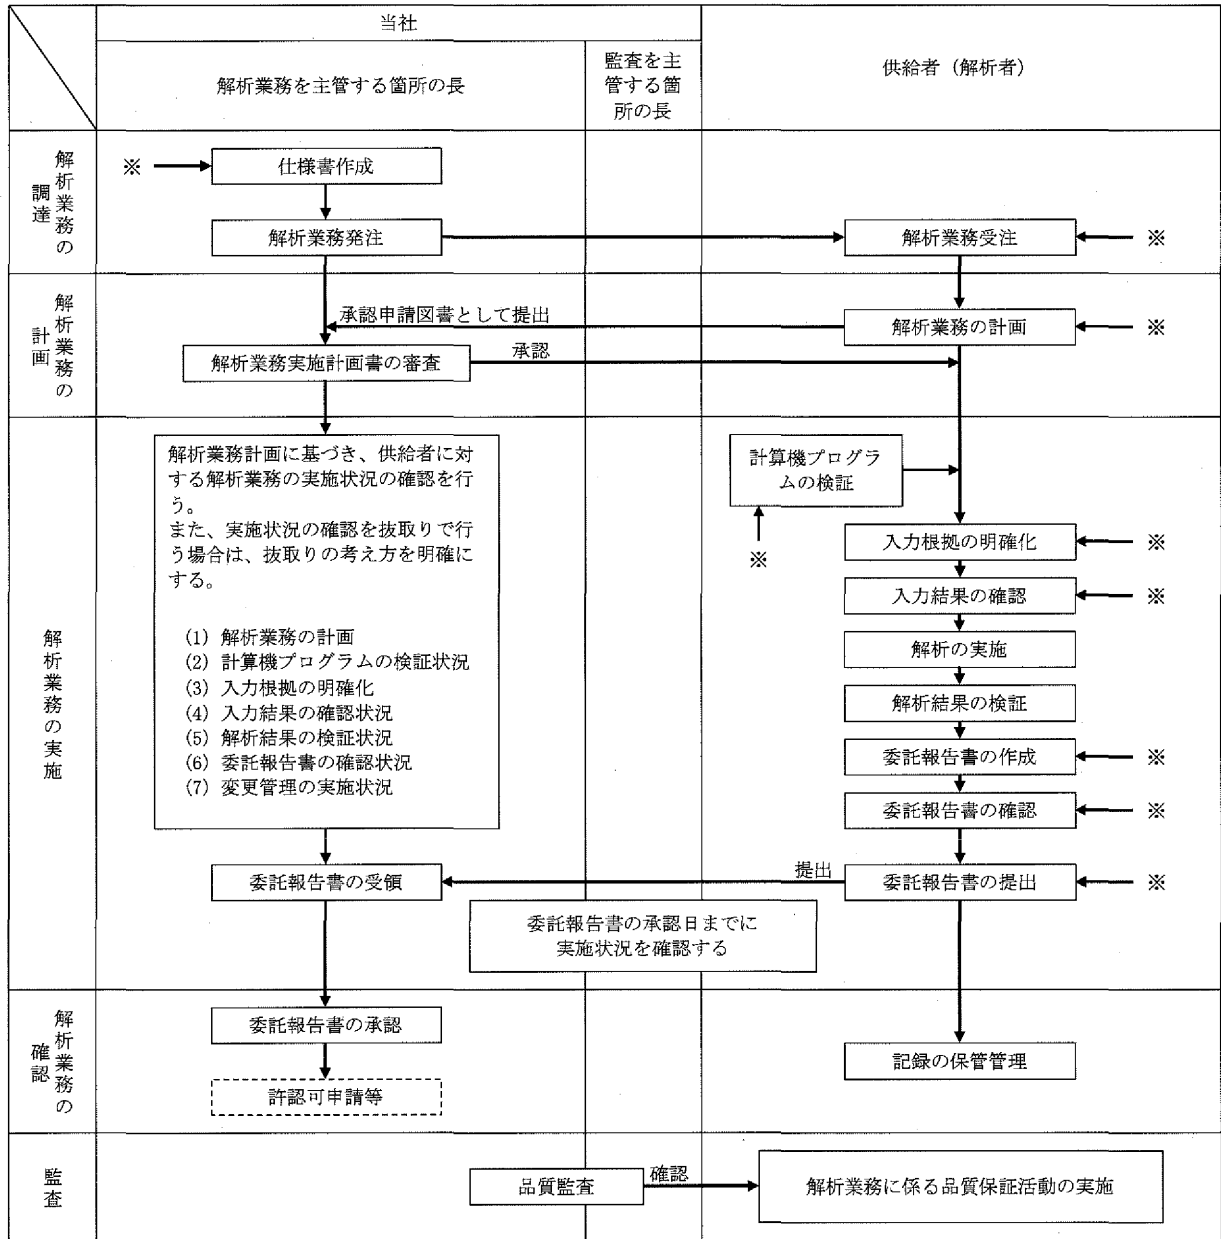 当社
解析業務を主管する箇所の長
監査を主
管する箇
所の長
供給者（解析者）
解析業務の
調達
※
仕様書作成
解析業務発注
解析業務受注
※
解析業務の
計画
承認申請図書として提出
解析業務の計画
※
解析業務実施計画書の審査
承認
解析業務の実施
解析業務計画に基づき、供給者に対
する解析業務の実施状況の確認を行
う。
また、実施状況の確認を抜取りで行
う場合は、抜取りの考え方を明確に
する。
(1) 解析業務の計画
(2) 計算機プログラムの検証状況
(3) 入力根拠の明確化
(4) 入力結果の確認状況
(5) 解析結果の検証状況
(6) 委託報告書の確認状況
(7) 変更管理の実施状況
計算機プログラ
ムの検証
※
入力根拠の明確化
※
入力結果の確認
※
解析の実施
解析結果の検証
委託報告書の作成
※
委託報告書の確認
※
委託報告書の受領
提出
委託報告書の提出
※
委託報告書の承認日までに
実施状況を確認する
解析業務の
確認
委託報告書の承認
許認可申請等
記録の保管管理
監査
品質監査
確認
解析業務に係る品質保証活動の実施